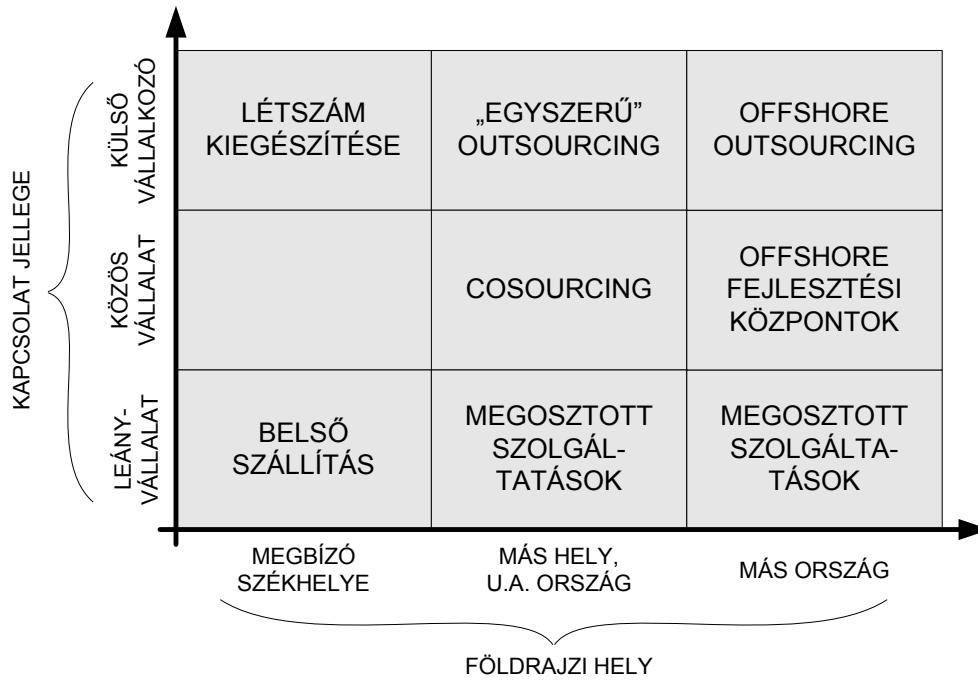 KAPCSOLAT JELLEGE
KÜLSŐ
VÁLLALKOZÓ
LÉTSZÁM
KIEGÉSZÍTÉSE
„EGYSZERŰ”
OUTSOURCING
OFFSHORE
OUTSOURCING
KÖZÖS
VÁLLALAT
COSOURCING
OFFSHORE
FEJLESZTÉSI
KÖZPONTOK
LEÁNY-
VÁLLALAT
BELSŐ
SZÁLLÍTÁS
MEGOSZTOTT
SZOLGÁL-
TATÁSOK
MEGOSZTOTT
SZOLGÁLTA-
TÁSOK
MEGBÍZÓ
SZÉKHELYE
MÁS HELY,
U.A. ORSZÁG
MÁS ORSZÁG
FÖLDRAJZI HELY